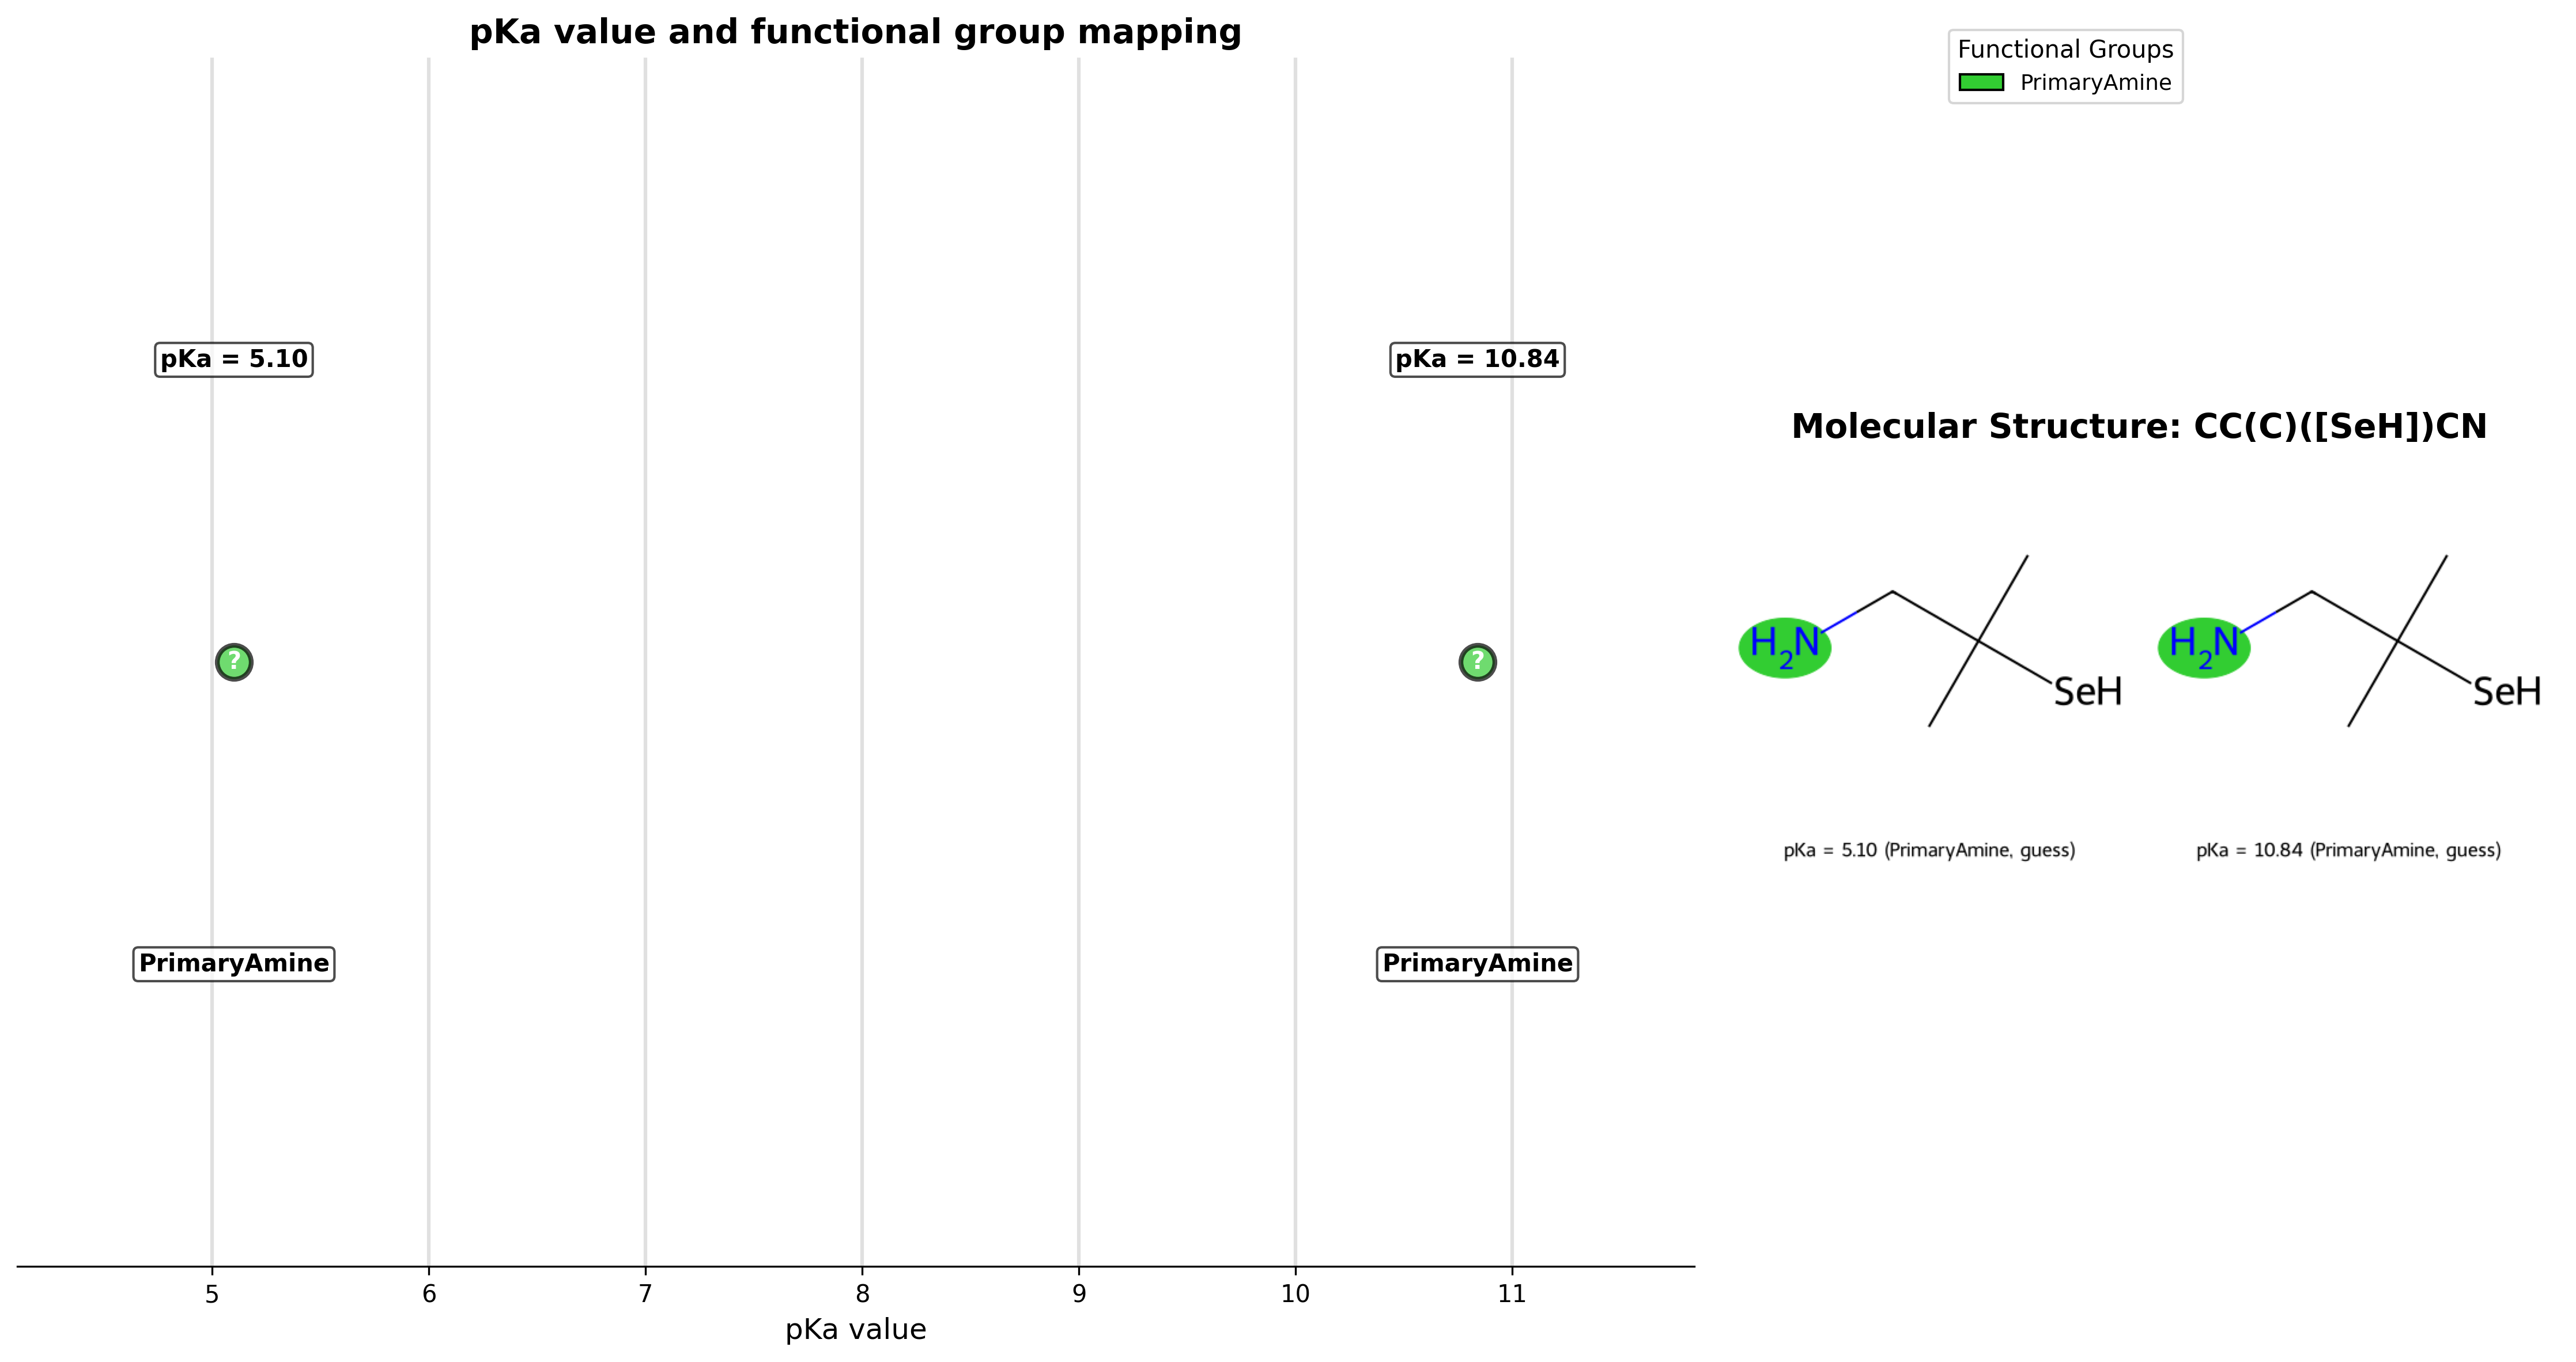 pKa value and functional group mapping
Functional Groups
PrimaryAmine
pKa = 5.10
pKa = 10.84
Molecular Structure: CC(C)([SeH])CN
?
?
H2N
SeH
H2N
SeH
pKa = 5.10 (PrimaryAmine, guess)
pKa = 10.84 (PrimaryAmine, guess)
PrimaryAmine
PrimaryAmine
5 6 7 8 9 10 11
pKa value